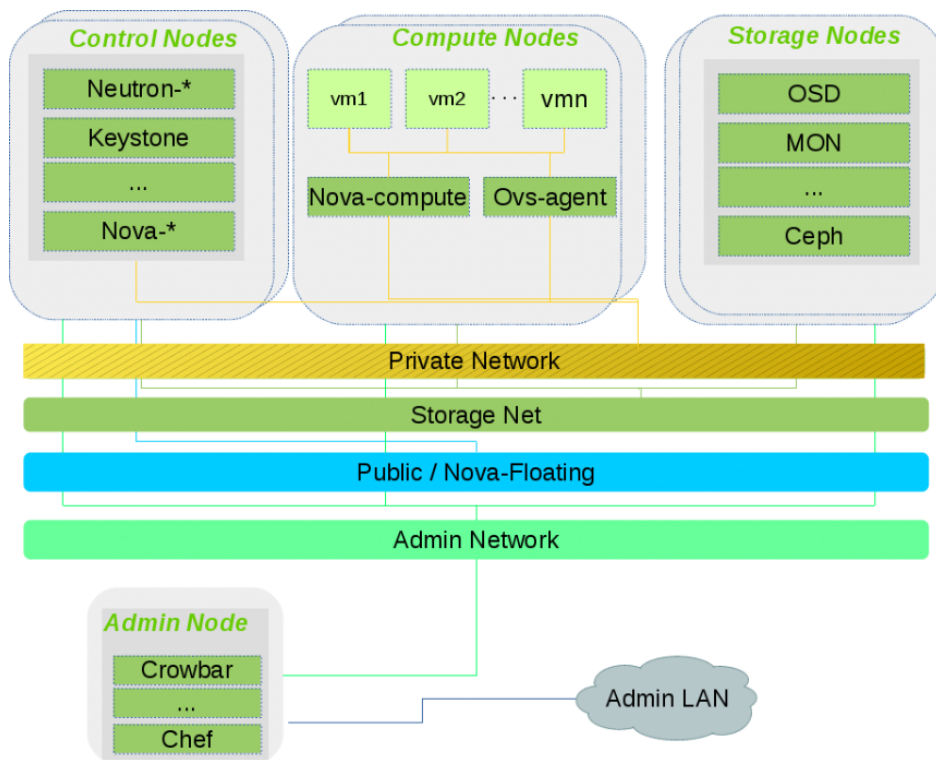 Control Nodes
Neutron-*
Keystone
...
Nova-*
Compute Nodes
vm1 vm2 ... vmn
Nova-compute Ovs-agent
Storage Nodes
OSD
MON
...
Ceph
Private Network
Storage Net
Public / Nova-Floating
Admin Network
Admin Node
Crowbar
...
Chef
Admin LAN